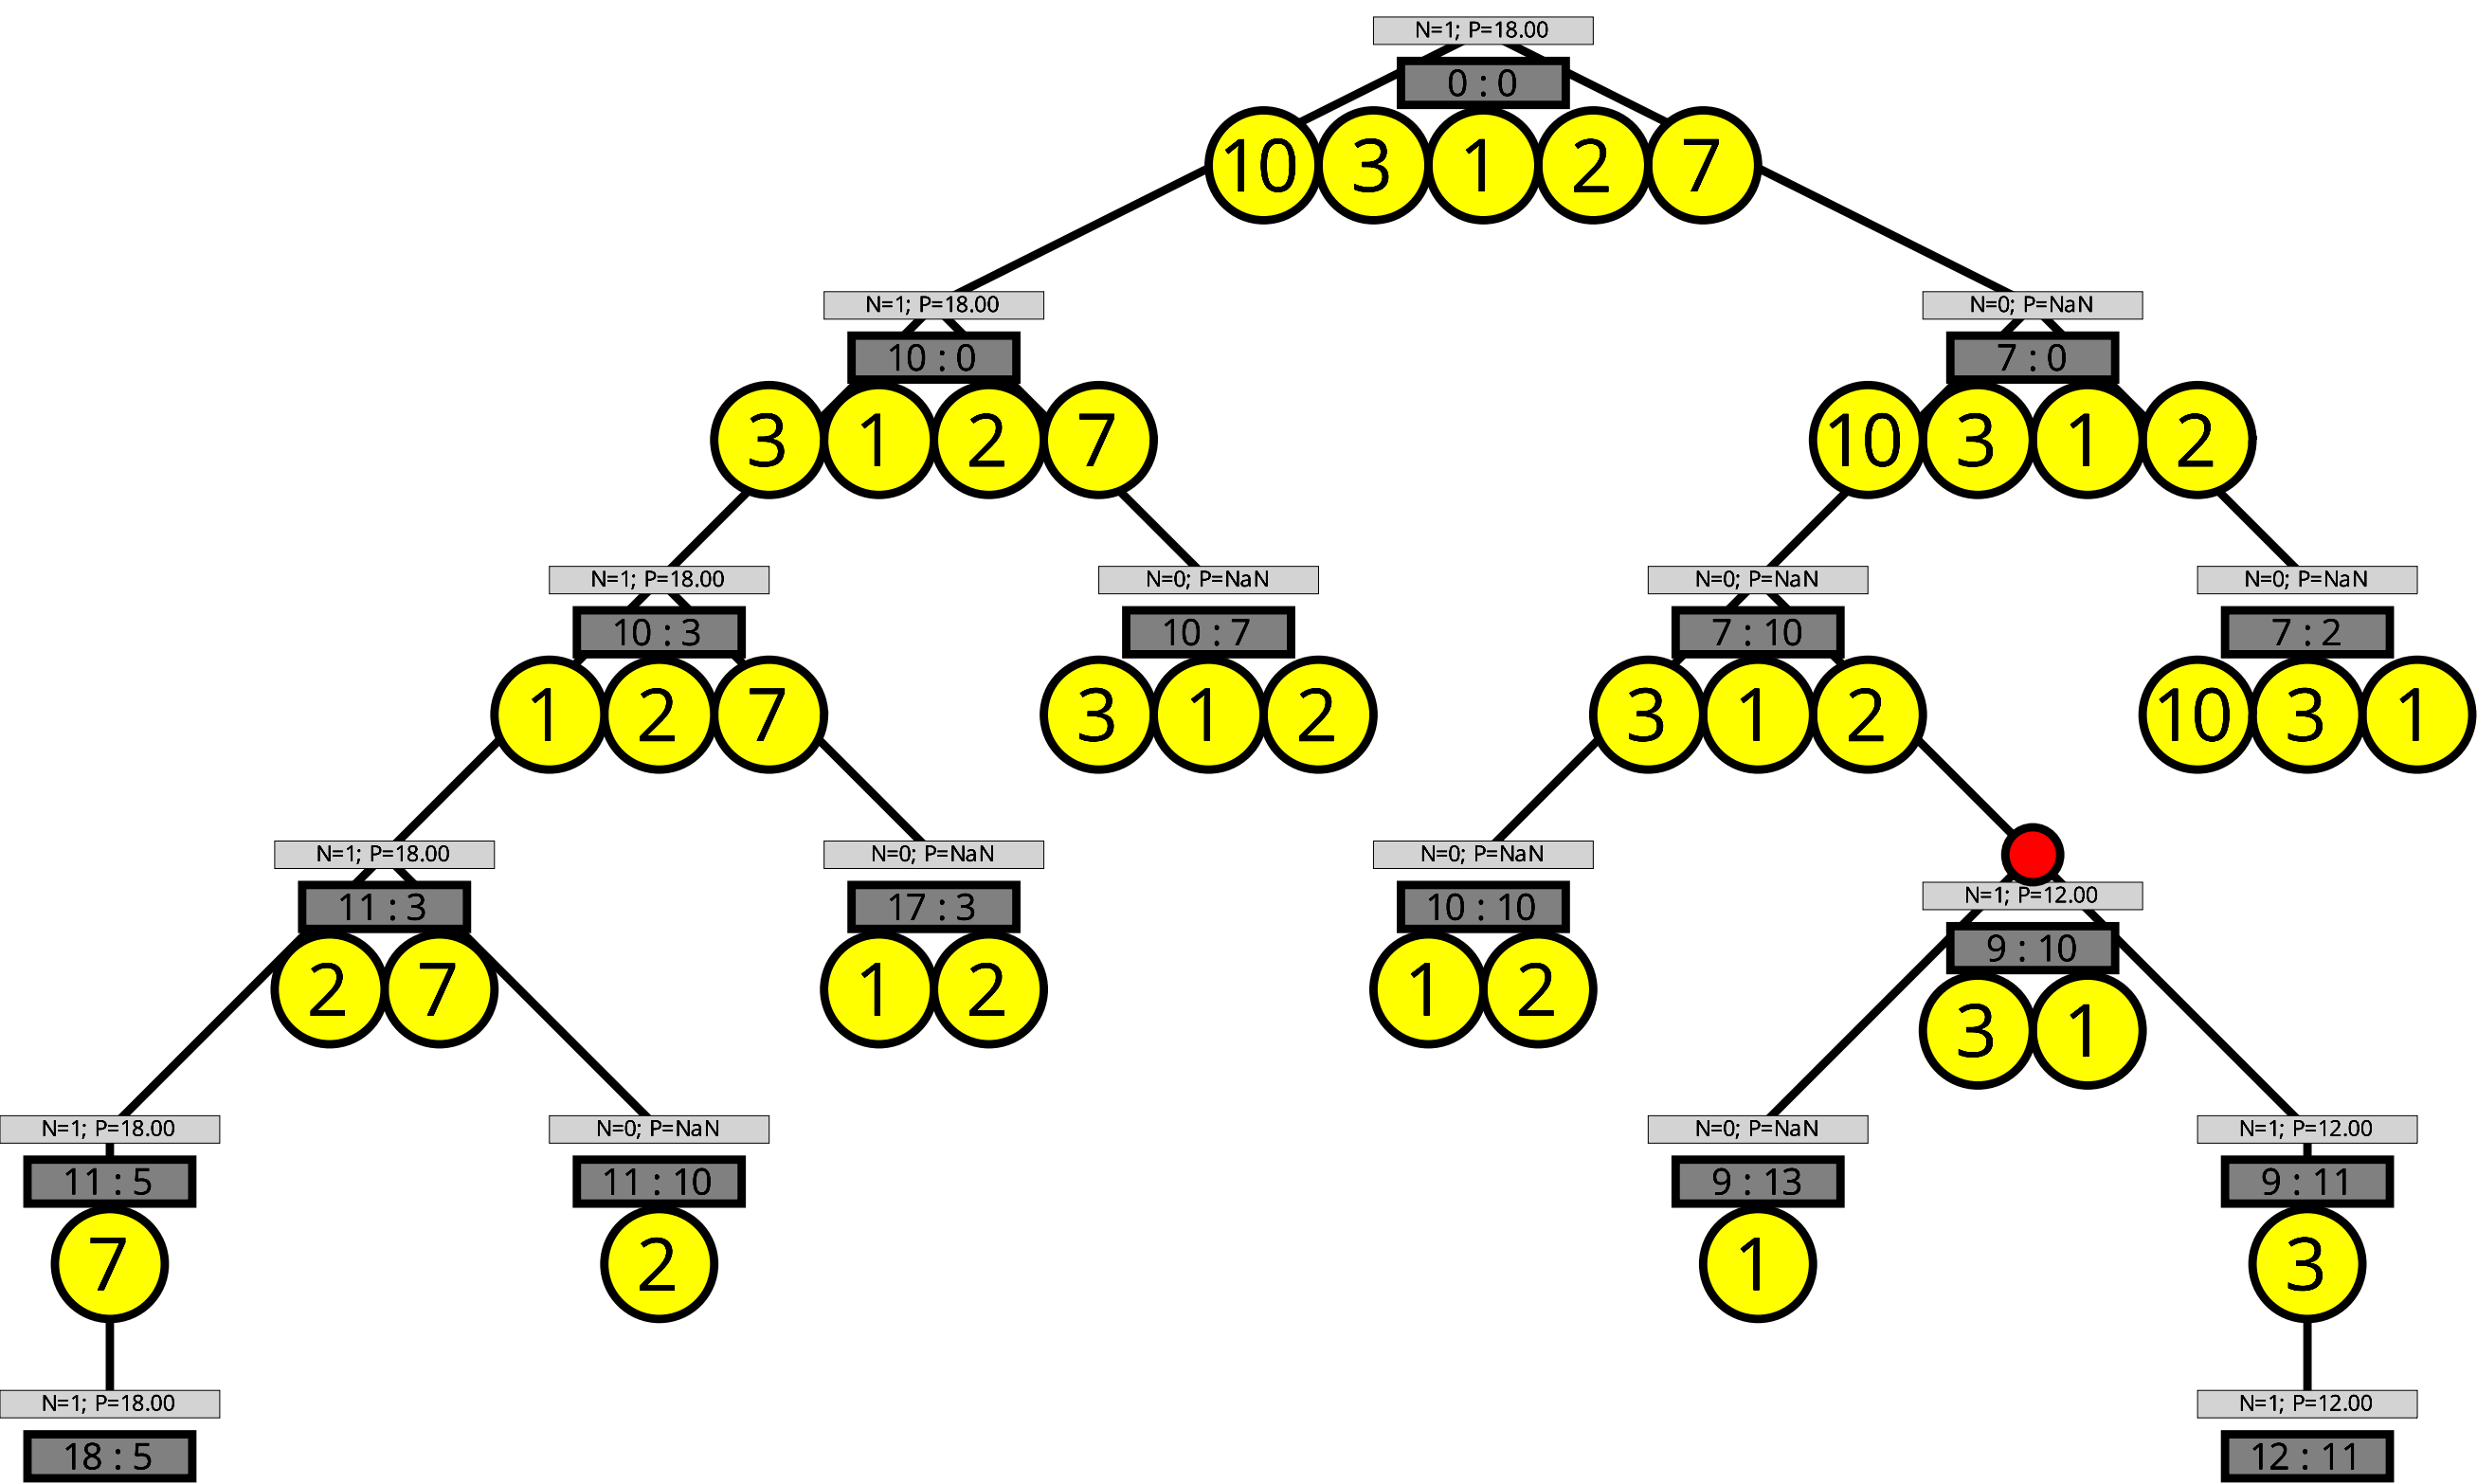 N=1; P=18.00
0 : 0
10 3 1 2 7
N=1; P=18.00 N=0; P=NaN
10 : 0 7 : 0
3 1 2 7 10 3 1 2
N=1; P=18.00 N=0; P=NaN N=0; P=NaN N=0; P=NaN
10 : 3 10 : 7 7 : 10 7 : 2
1 2 7 3 1 2 3 1 2 10 3 1
N=1; P=18.00 N=0; P=NaN N=0; P=NaN N=1; P=12.00
11 : 3 17 : 3 10 : 10 9 : 10
2 7 1 2 1 2 3 1
N=1; P=18.00 N=0; P=NaN N=0; P=NaN N=1; P=12.00
11 : 5 11 : 10 9 : 13 9 : 11
7 2 1 3
N=1; P=18.00 N=1; P=12.00
18 : 5 12 : 11